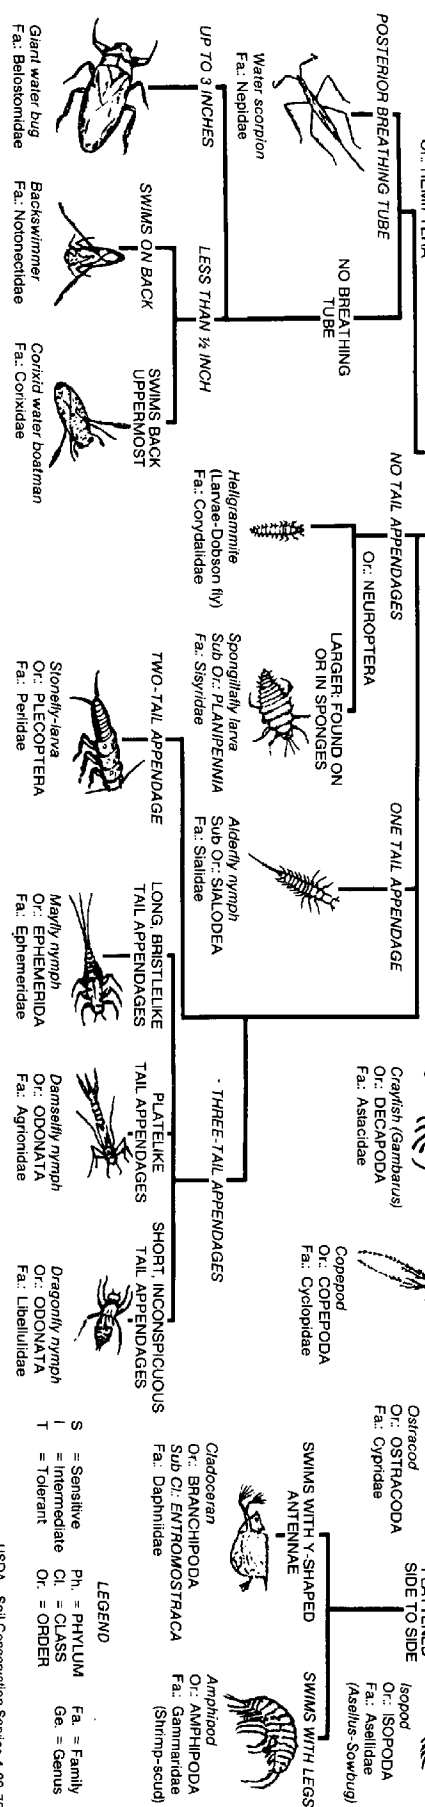 Or.: HEMIPTERA
POSTERIOR BREATHING TUBE
NO BREATHING
TUBE
Water scorpion
Fa.: Nepidae
UP TO 3 INCHES
LESS THAN ½ INCH
Giant water bug
Fa.: Belostomidae
SWIMS ON BACK
Backswimmer
Fa.: Notonectidae
SWIMS BACK
UPPERMOST
Corixid water boatman
Fa.: Corixidae
NO TAIL APPENDAGES
Or.: NEUROPTERA
Hellgrammite
(Larvae-Dobson fly)
Fa.: Corydalidae
LARGER: FOUND ON
OR IN SPONGES
Spongillafly larva
Sub Or.: PLANIPENNIA
Fa.: Sisyridae
ONE TAIL APPENDAGE
Alderfly nymph
Sub Or.: SIALODEA
Fa.: Sialidae
TWO-TAIL APPENDAGE
Stonefly-larva
Or.: PLECOPTERA
Fa.: Perlidae
- THREE-TAIL APPENDAGES
LONG, BRISTLELIKE
TAIL APPENDAGES
Mayfly nymph
Or.: EPHEMERIDA
Fa.: Ephemeridae
PLATELIKE
TAIL APPENDAGES
Damselfly nymph
Or.: ODONATA
Fa.: Agrionidae
SHORT, INCONSPICUOUS
TAIL APPENDAGES
Dragonfly nymph
Or.: ODONATA
Fa.: Libellulidae
Crayfish (Gambarus)
Or.: DECAPODA
Fa.: Astacidae
Copepod
Or.: COPEPODA
Fa.: Cyclopidae
Ostracod
Or.: OSTRACODA
Fa.: Cypridae
FLATTENED
SIDE TO SIDE
Isopod
Or.: ISOPODA
Fa.: Asellidae
(Asellus-Sowbug)
SWIMS WITH Y-SHAPED
ANTENNAE
Cladoceran
Or.: BRANCHIPODA
Sub Cl.: ENTROMOSTRACA
Fa.: Daphniidae
SWIMS WITH LEGS
Amphipod
Or.: AMPHIPODA
Fa.: Gammaridae
(Shrimp-scud)
LEGEND
S = Sensitive Ph. = PHYLUM Fa. = Family
I = Intermediate Cl. = CLASS Ge. = Genus
T = Tolerant Or. = ORDER
USDA - Soil Conservation Service